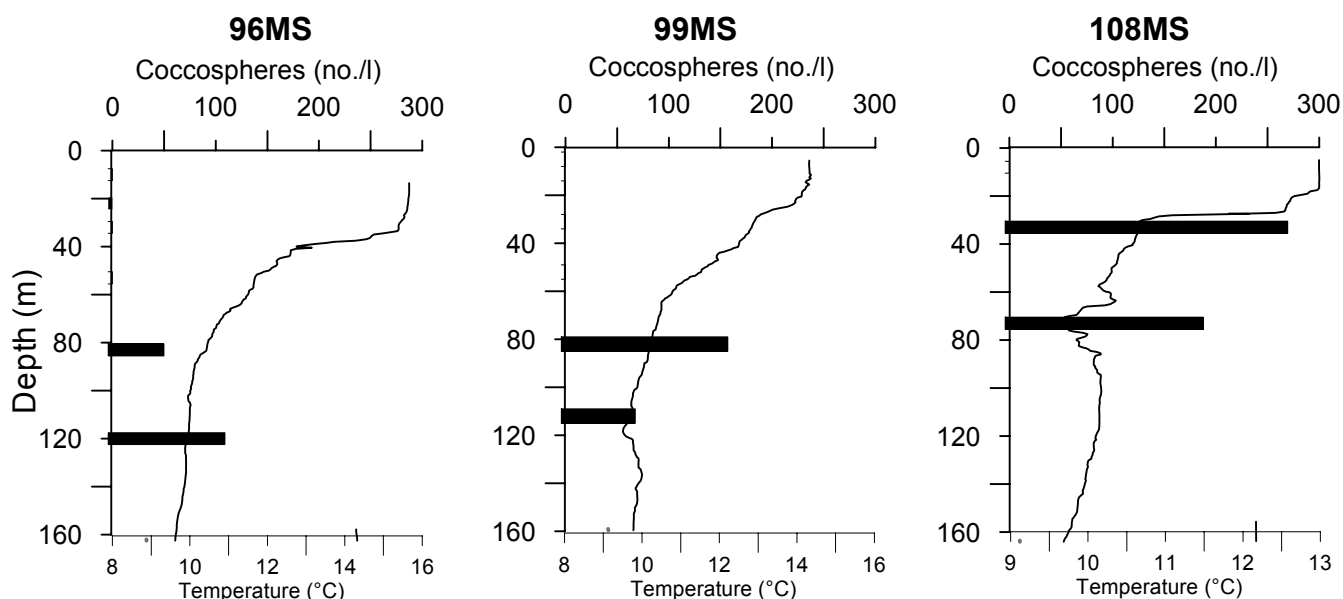 96MS
Coccospheres (no./l)
0 100 200 300
0
40
80
120
160
Depth (m)
8 10 12 14 16
Temperature (°C)
99MS
Coccospheres (no./l)
0 100 200 300
0
40
80
120
160
8 10 12 14 16
Temperature (°C)
108MS
Coccospheres (no./l)
0 100 200 300
0
40
80
120
160
9 10 11 12 13
Temperature (°C)